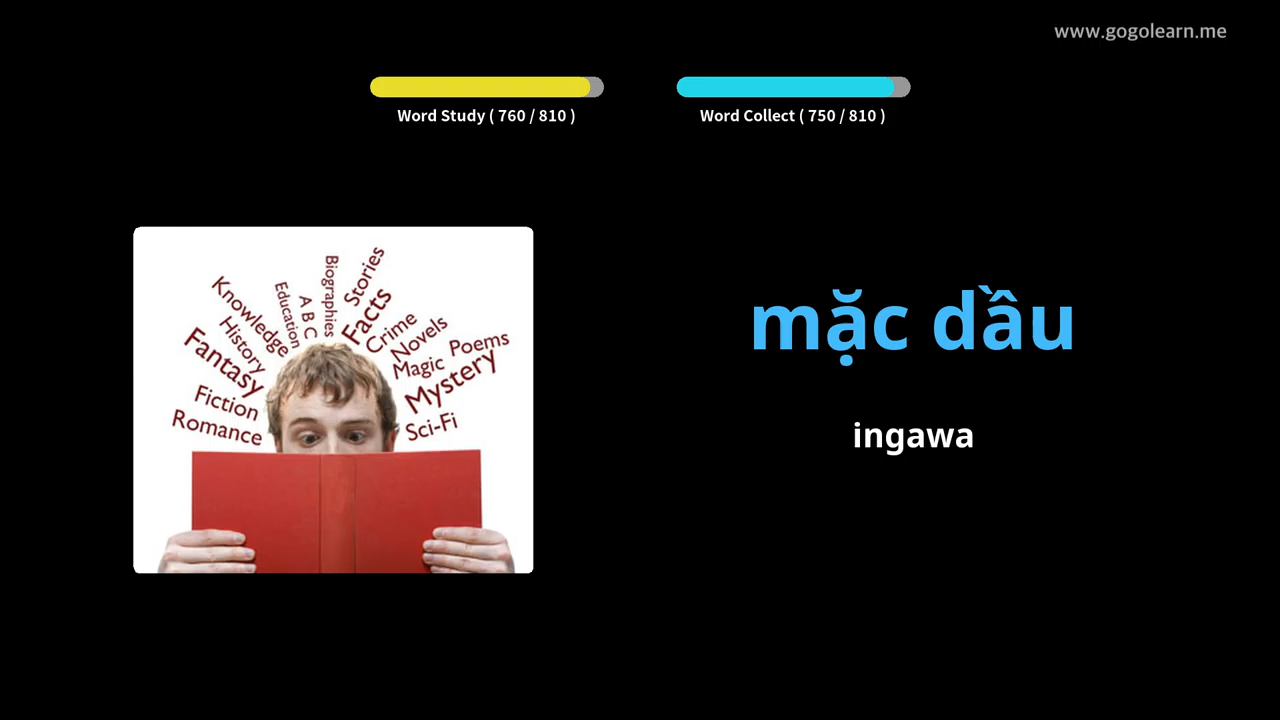 www.gogolearn.me
Word Study ( 760 / 810 )
Word Collect ( 750 / 810 )
Knowledge
Education
A B C
Biographies
Stories
History
Facts
Crime
Novels
Poems
Fantasy
Magic
Mystery
Fiction
Romance
Sci-Fi
mặc dầu
ingawa